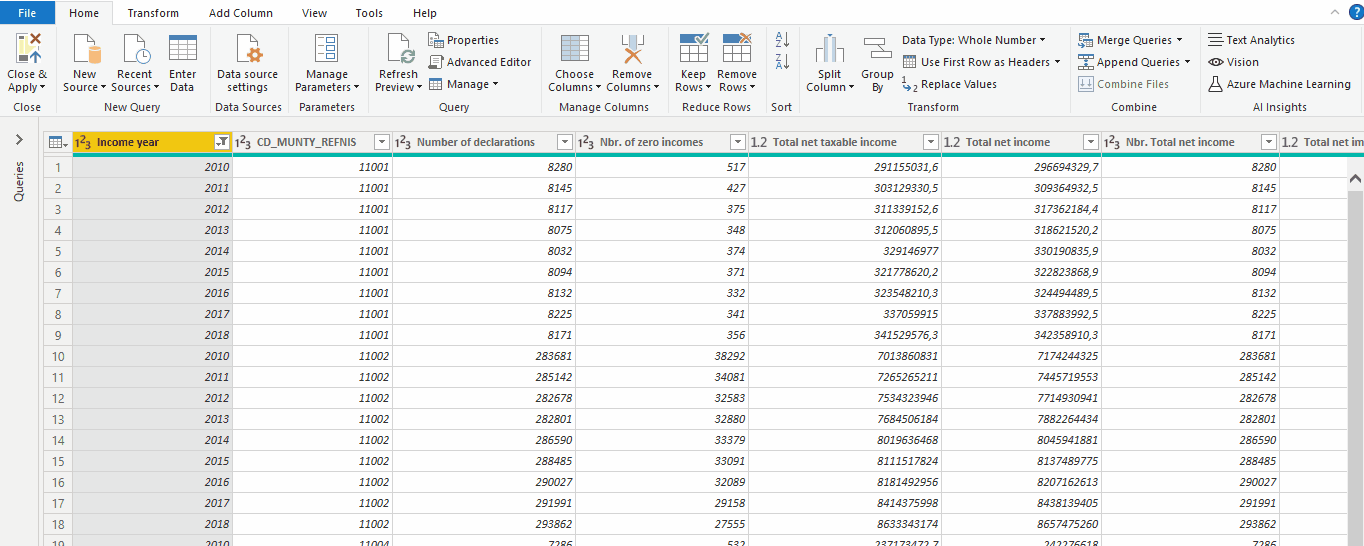 File Home Transform Add Column View Tools Help
Close & Apply New Source Recent Sources Enter Data Data source settings Manage Parameters Refresh Preview Properties Advanced Editor Manage Choose Columns Remove Columns Keep Rows Remove Rows Split Column Group By Data Type: Whole Number Use First Row as Headers Replace Values Merge Queries Append Queries Combine Files Text Analytics Vision Azure Machine Learning
Close New Query Data Sources Parameters Query Manage Columns Reduce Rows Sort Transform Combine AI Insights
Queries
Income year CD_MUNTY_REFNIS Number of declarations Nbr. of zero incomes 1.2 Total net taxable income 1.2 Total net income Nbr. Total net income 1.2 Total net im
1 2010 11001 8280 517 291155031,6 296694329,7 8280
2 2011 11001 8145 427 303129330,5 309364932,5 8145
3 2012 11001 8117 375 311339152,6 317362184,4 8117
4 2013 11001 8075 348 312060895,5 318621520,2 8075
5 2014 11001 8032 374 329146977 330190835,9 8032
6 2015 11001 8094 371 321778620,2 322823868,9 8094
7 2016 11001 8132 332 323548210,3 324494489,5 8132
8 2017 11001 8225 341 337059915 337883992,5 8225
9 2018 11001 8171 356 341529576,3 342358910,3 8171
10 2010 11002 283681 38292 7013860831 7174244325 283681
11 2011 11002 285142 34081 7265265211 7445719553 285142
12 2012 11002 282678 32583 7534323946 7714930941 282678
13 2013 11002 282801 32880 7684506184 7882264434 282801
14 2014 11002 286590 33379 8019636468 8045941881 286590
15 2015 11002 288485 33091 8111517824 8137489775 288485
16 2016 11002 290027 32089 8181492956 8207162613 290027
17 2017 11002 291991 29158 8414375998 8438139405 291991
18 2018 11002 293862 27555 8633343174 8657475260 293862
19 2010 11004 7286 532 237173472,7 242276618 7286